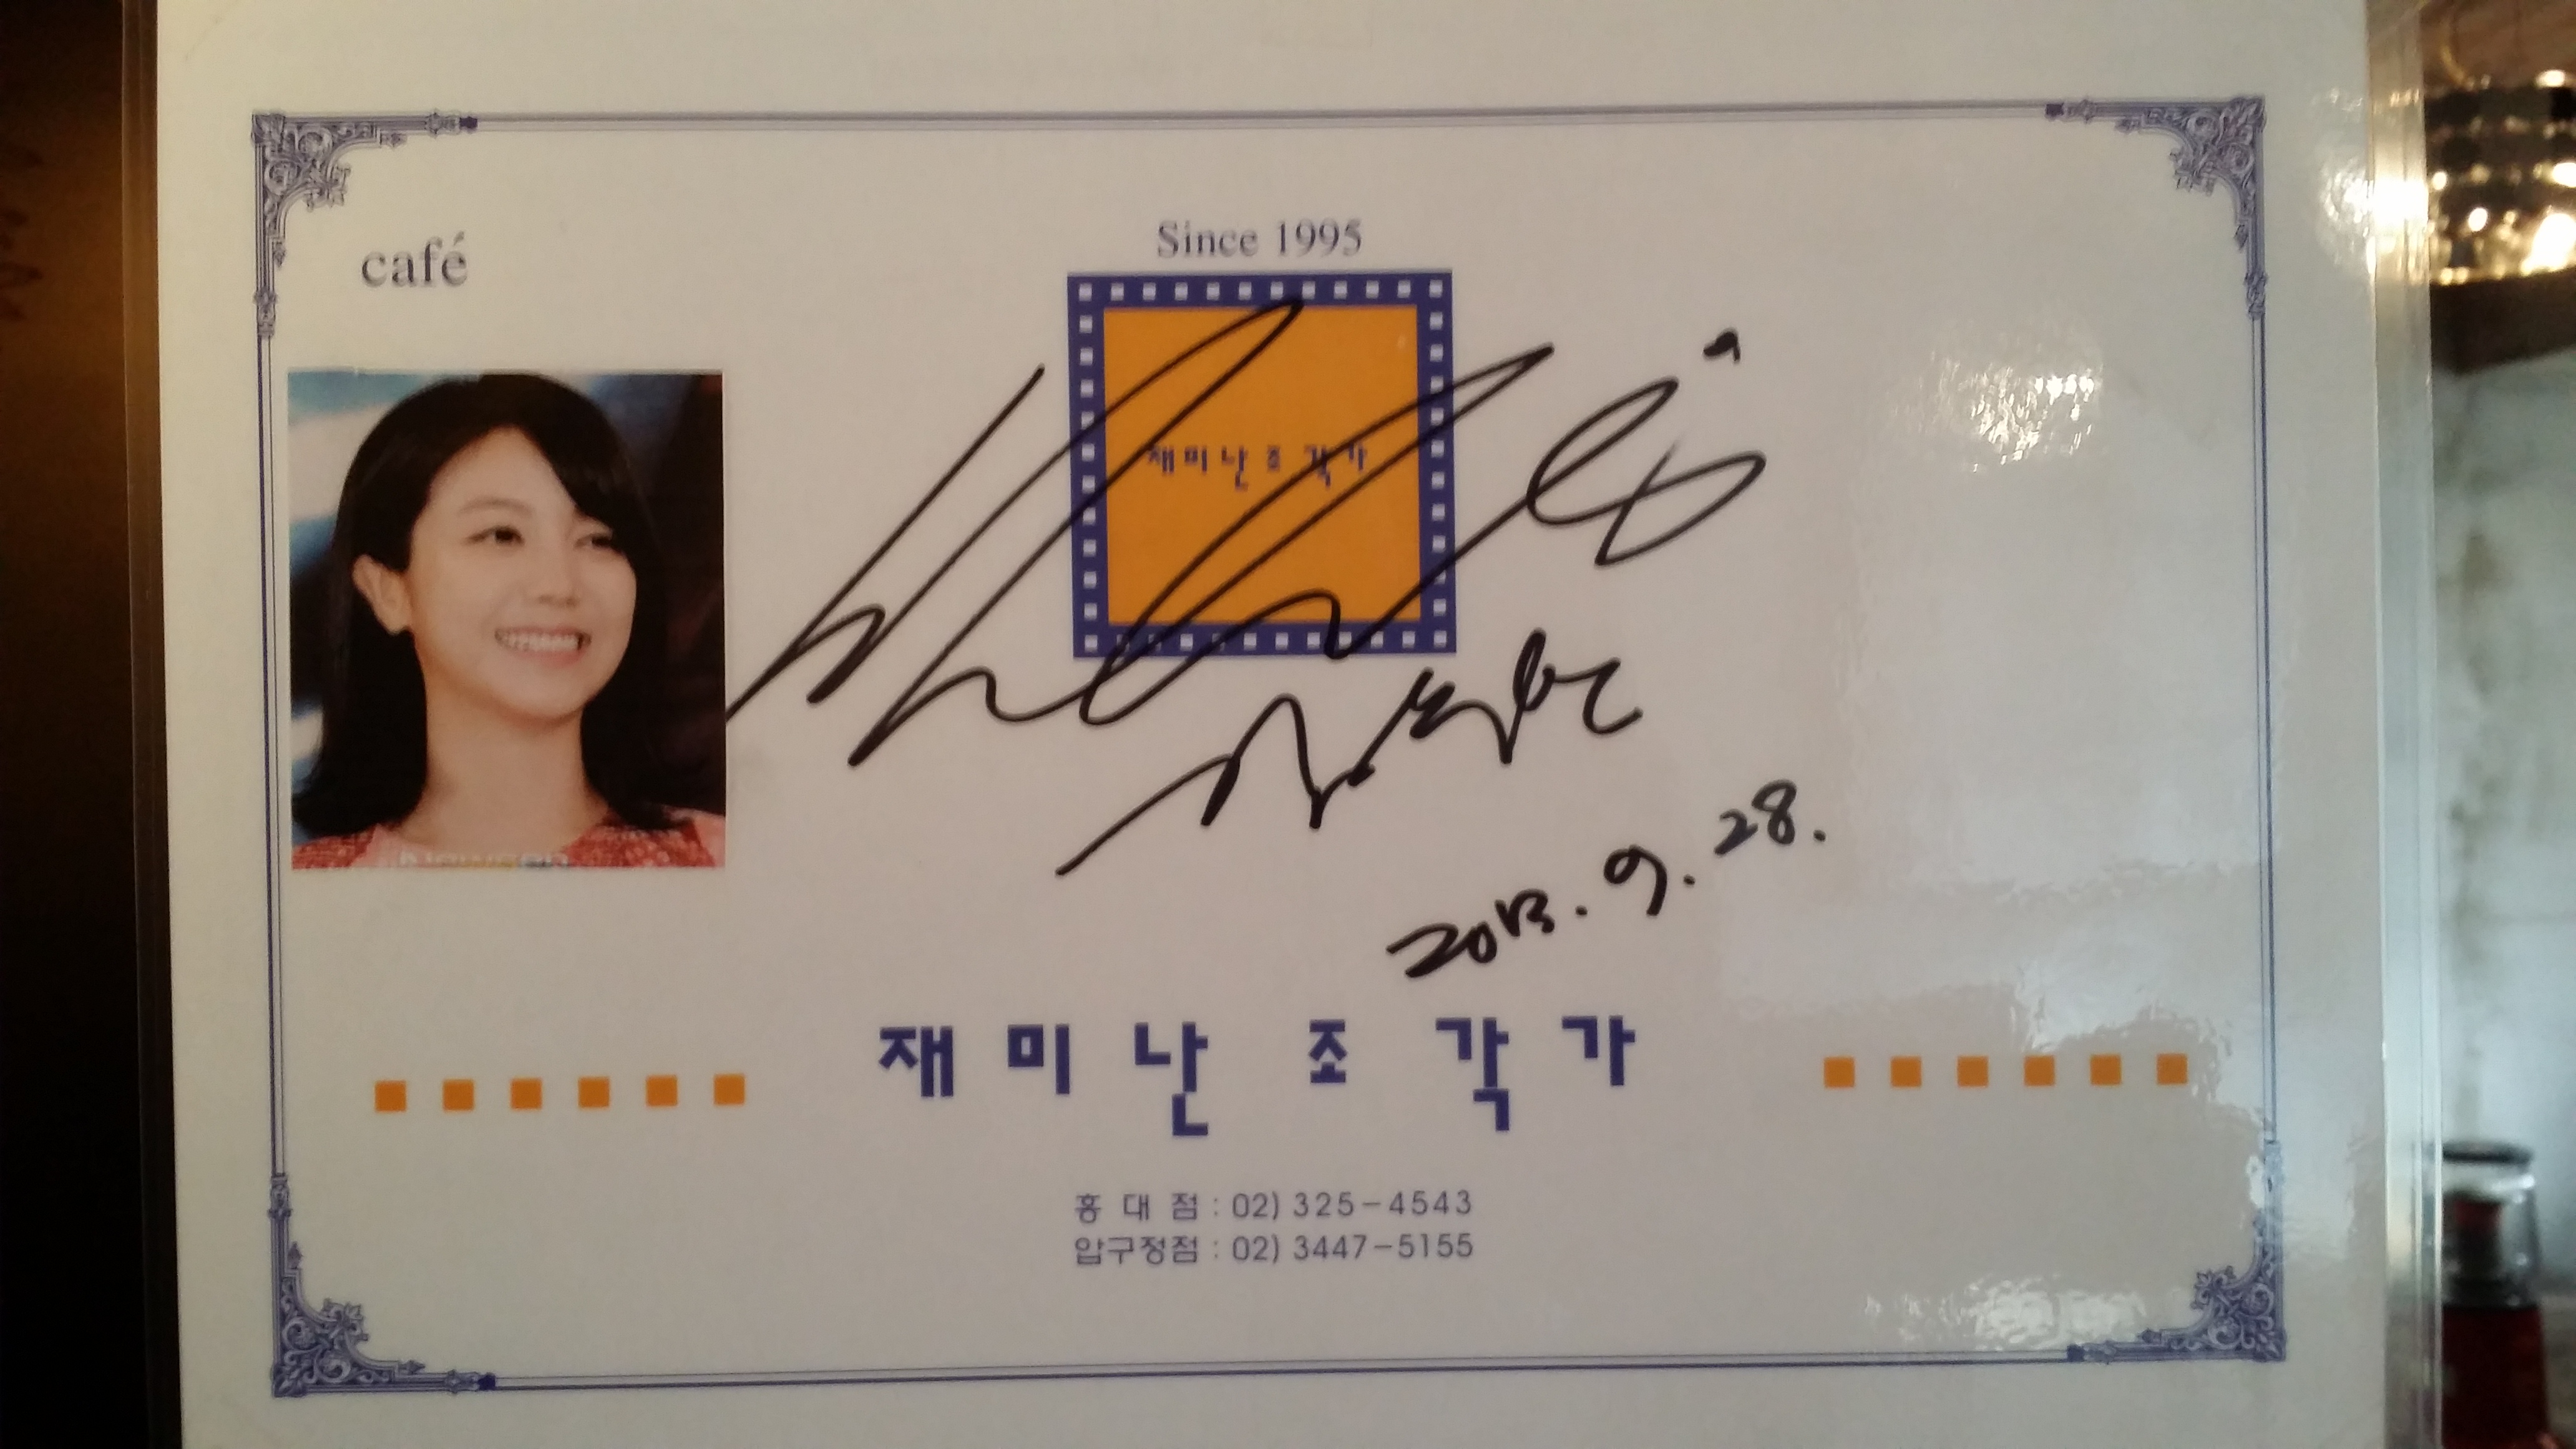 café
Since 1995
재미난조각가
2013. 9. 28.
재미난 조각가
홍대점 : 02) 325-4543
압구정점 : 02) 3447-5155